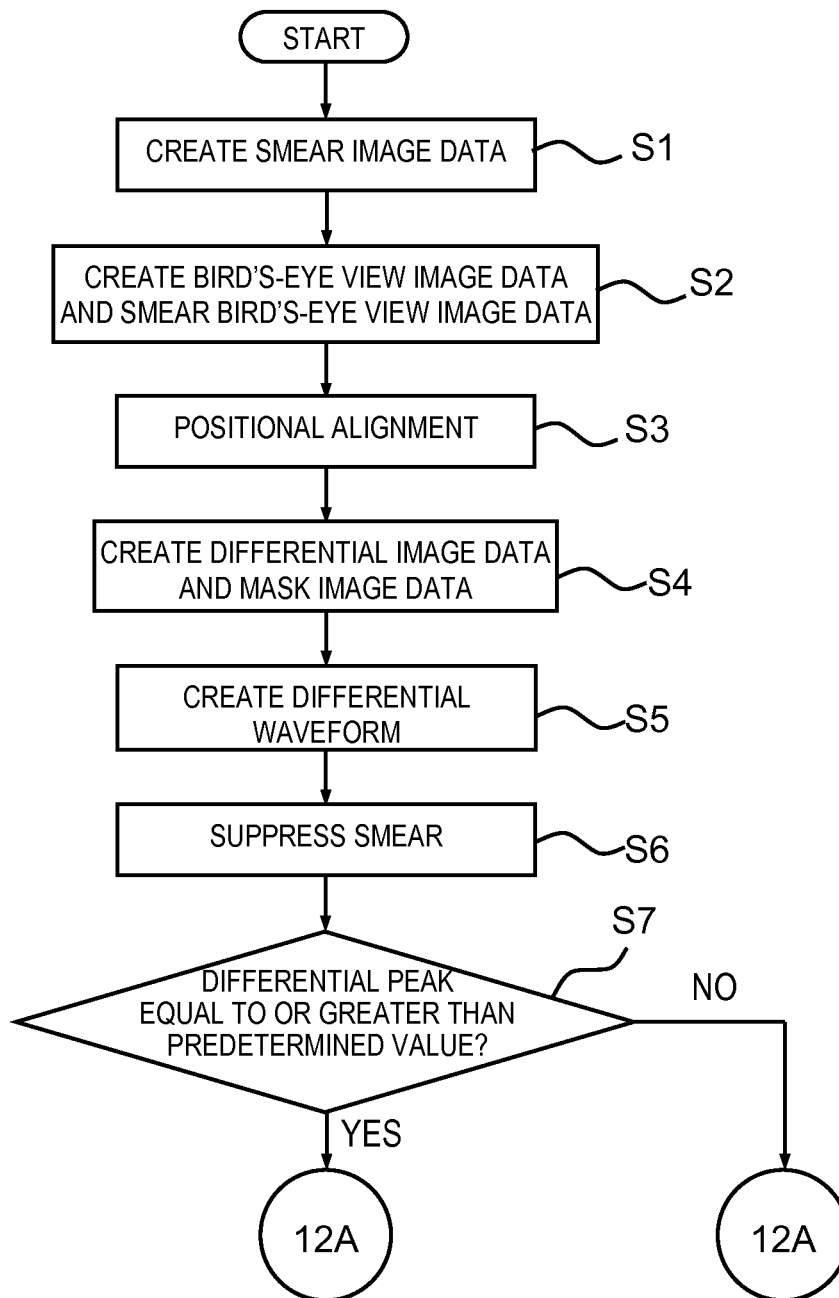 START
CREATE SMEAR IMAGE DATA
S1
CREATE BIRD'S-EYE VIEW IMAGE DATA
AND SMEAR BIRD'S-EYE VIEW IMAGE DATA
S2
POSITIONAL ALIGNMENT
S3
CREATE DIFFERENTIAL IMAGE DATA
AND MASK IMAGE DATA
S4
CREATE DIFFERENTIAL
WAVEFORM
S5
SUPPRESS SMEAR
S6
S7
DIFFERENTIAL PEAK
EQUAL TO OR GREATER THAN
PREDETERMINED VALUE?
NO
YES
12A
12A